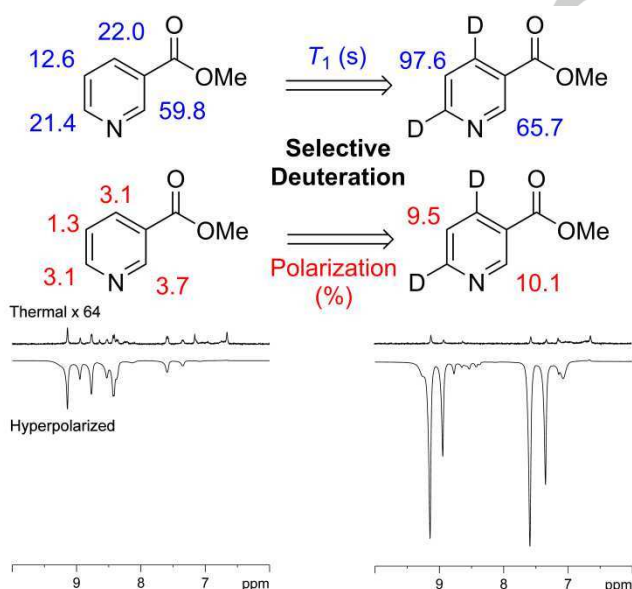 22.0
O
12.6
OMe
21.4
N
59.8
T₁ (s)
D
O
97.6
OMe
D
N
65.7
Selective
Deuteration
3.1
O
1.3
OMe
3.1
N
3.7
Polarization
(%)
D
O
9.5
OMe
D
N
10.1
Thermal x 64
Hyperpolarized
9 8 7 ppm
9 8 7 ppm